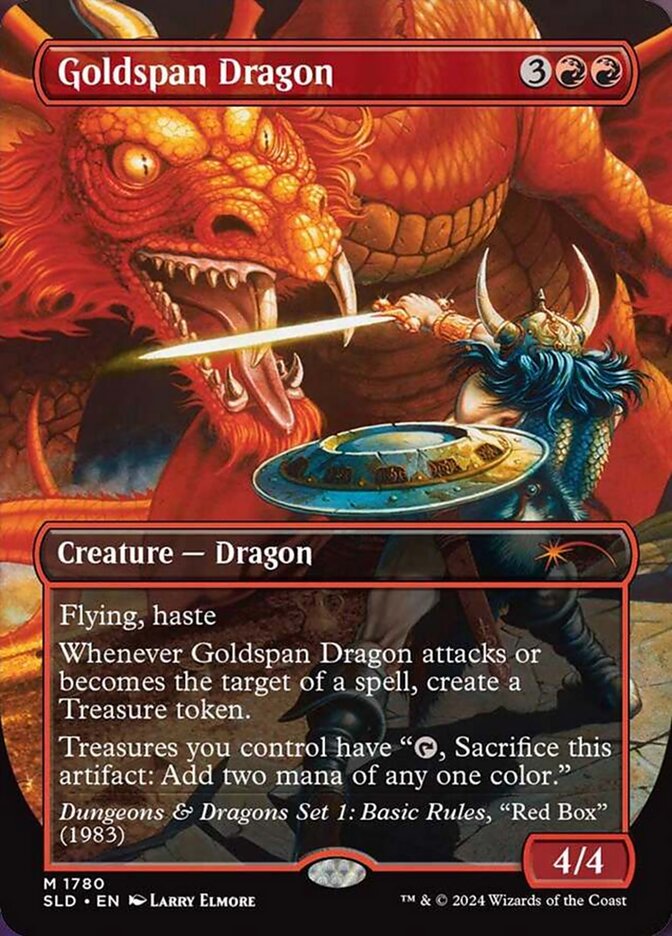 Goldspan Dragon 3
Creature — Dragon
Flying, haste
Whenever Goldspan Dragon attacks or
becomes the target of a spell, create a
Treasure token.
Treasures you control have “, Sacrifice this
artifact: Add two mana of any one color.”
Dungeons & Dragons Set 1: Basic Rules, “Red Box”
(1983)
4/4
M 1780
SLD • EN Larry Elmore
™ & © 2024 Wizards of the Coast